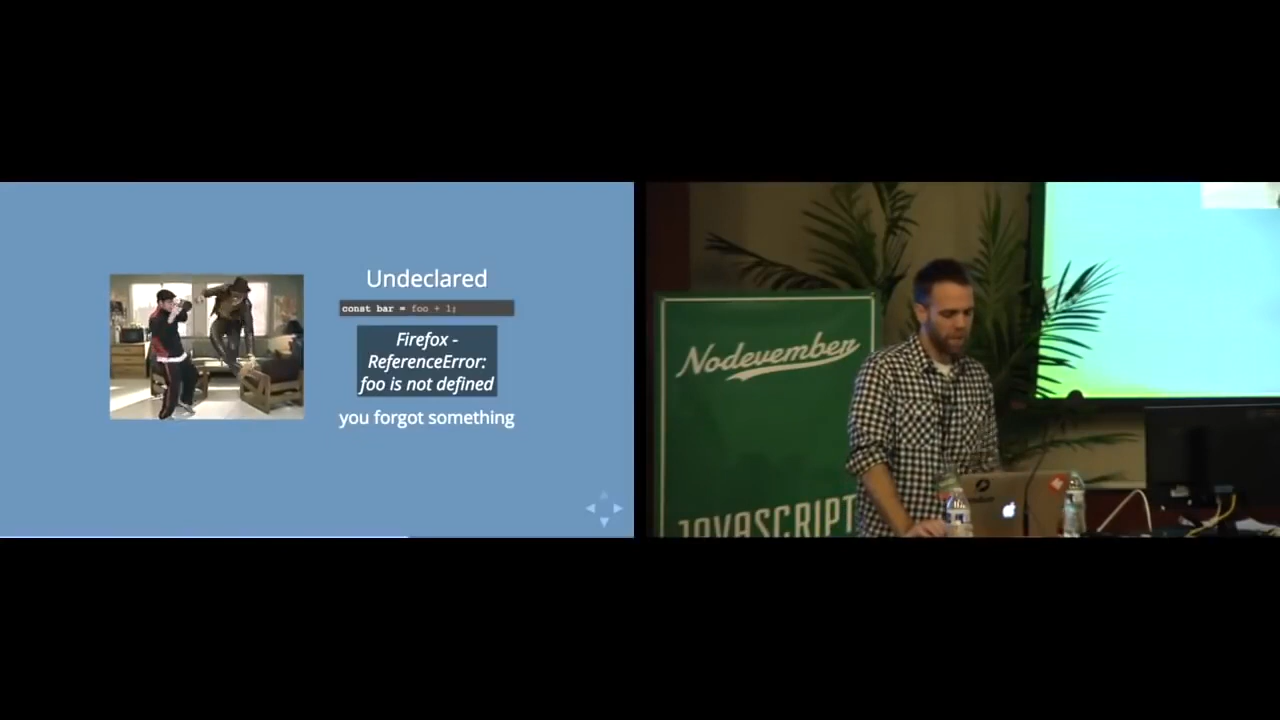 Undeclared
const bar = foo + 1;
Firefox -
ReferenceError:
foo is not defined
you forgot something
Nodevember
JAVASCRIPT